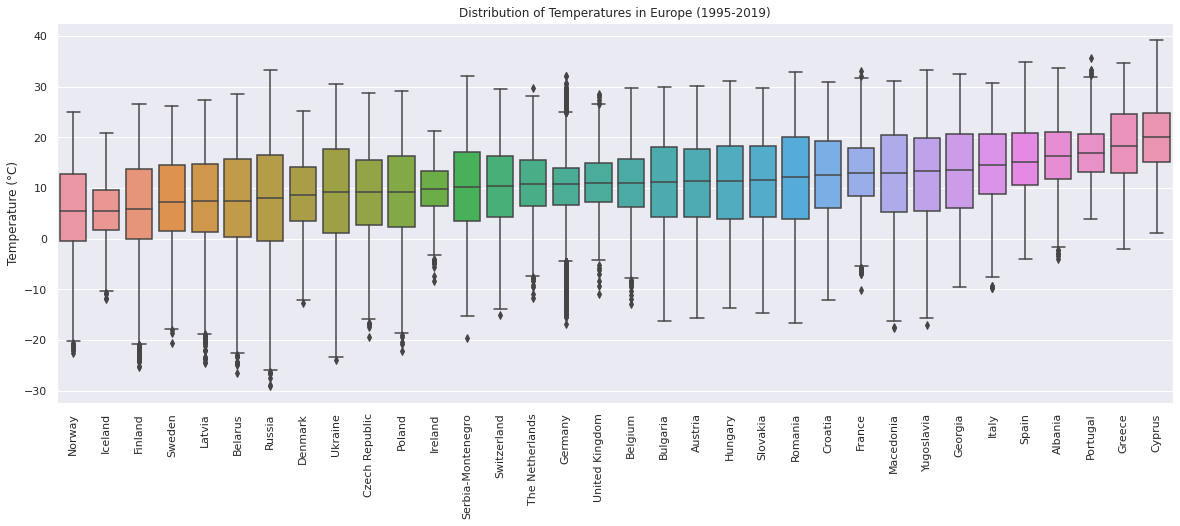 Distribution of Temperatures in Europe (1995-2019)
Temperature (°C)
40
30
20
10
0
−10
−20
−30
Norway
Iceland
Finland
Sweden
Latvia
Belarus
Russia
Denmark
Ukraine
Czech Republic
Poland
Ireland
Serbia-Montenegro
Switzerland
The Netherlands
Germany
United Kingdom
Belgium
Bulgaria
Austria
Hungary
Slovakia
Romania
Croatia
France
Macedonia
Yugoslavia
Georgia
Italy
Spain
Albania
Portugal
Greece
Cyprus